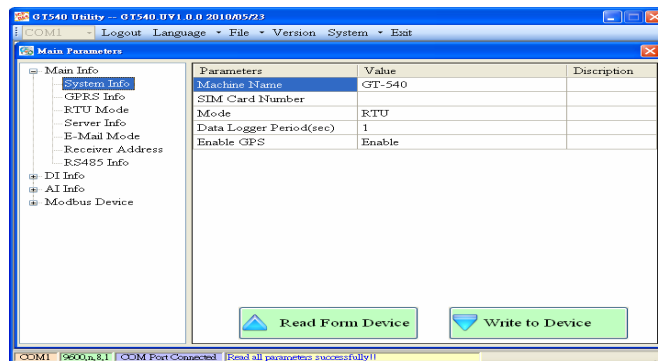 GT540 Utility -- GT540.UV1.0.0 2010/05/23
COM1 Logout Language File Version System Exit
Main Parameters
Main Info
System Info
GPRS Info
RTU Mode
Server Info
E-Mail Mode
Receiver Address
RS485 Info
DI Info
AI Info
Modbus Device
Parameters Value Discription
Machine Name GT-540
SIM Card Number
Mode RTU
Data Logger Period(sec) 1
Enable GPS Enable
Read Form Device Write to Device
COM1 9600,n,8,1 COM Port Connected Read all parameters successfully!!